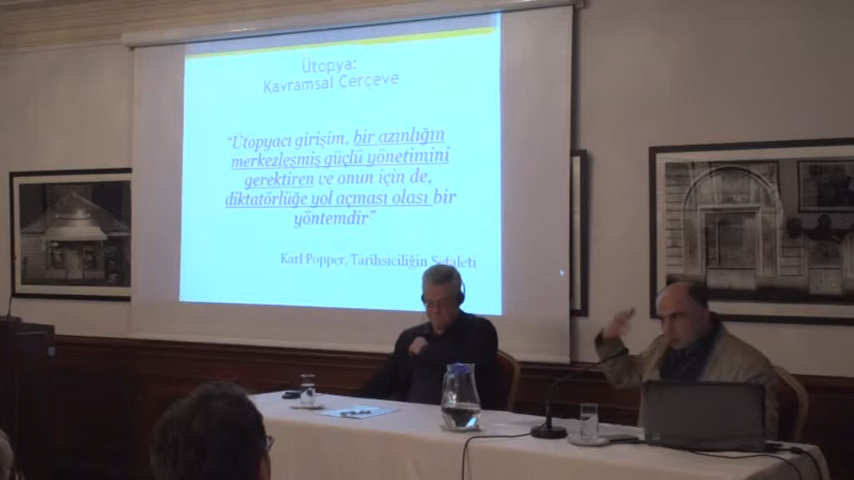 Ütopya:
Kavramsal Çerçeve
“Ütopyacı girişim, bir azınlığın
merkezleşmiş güçlü yönetimini
gerektiren ve onun için de,
diktatörlüğe yol açması olası bir
yöntemdir”
Karl Popper, Tarihsiciliğin Sefaleti